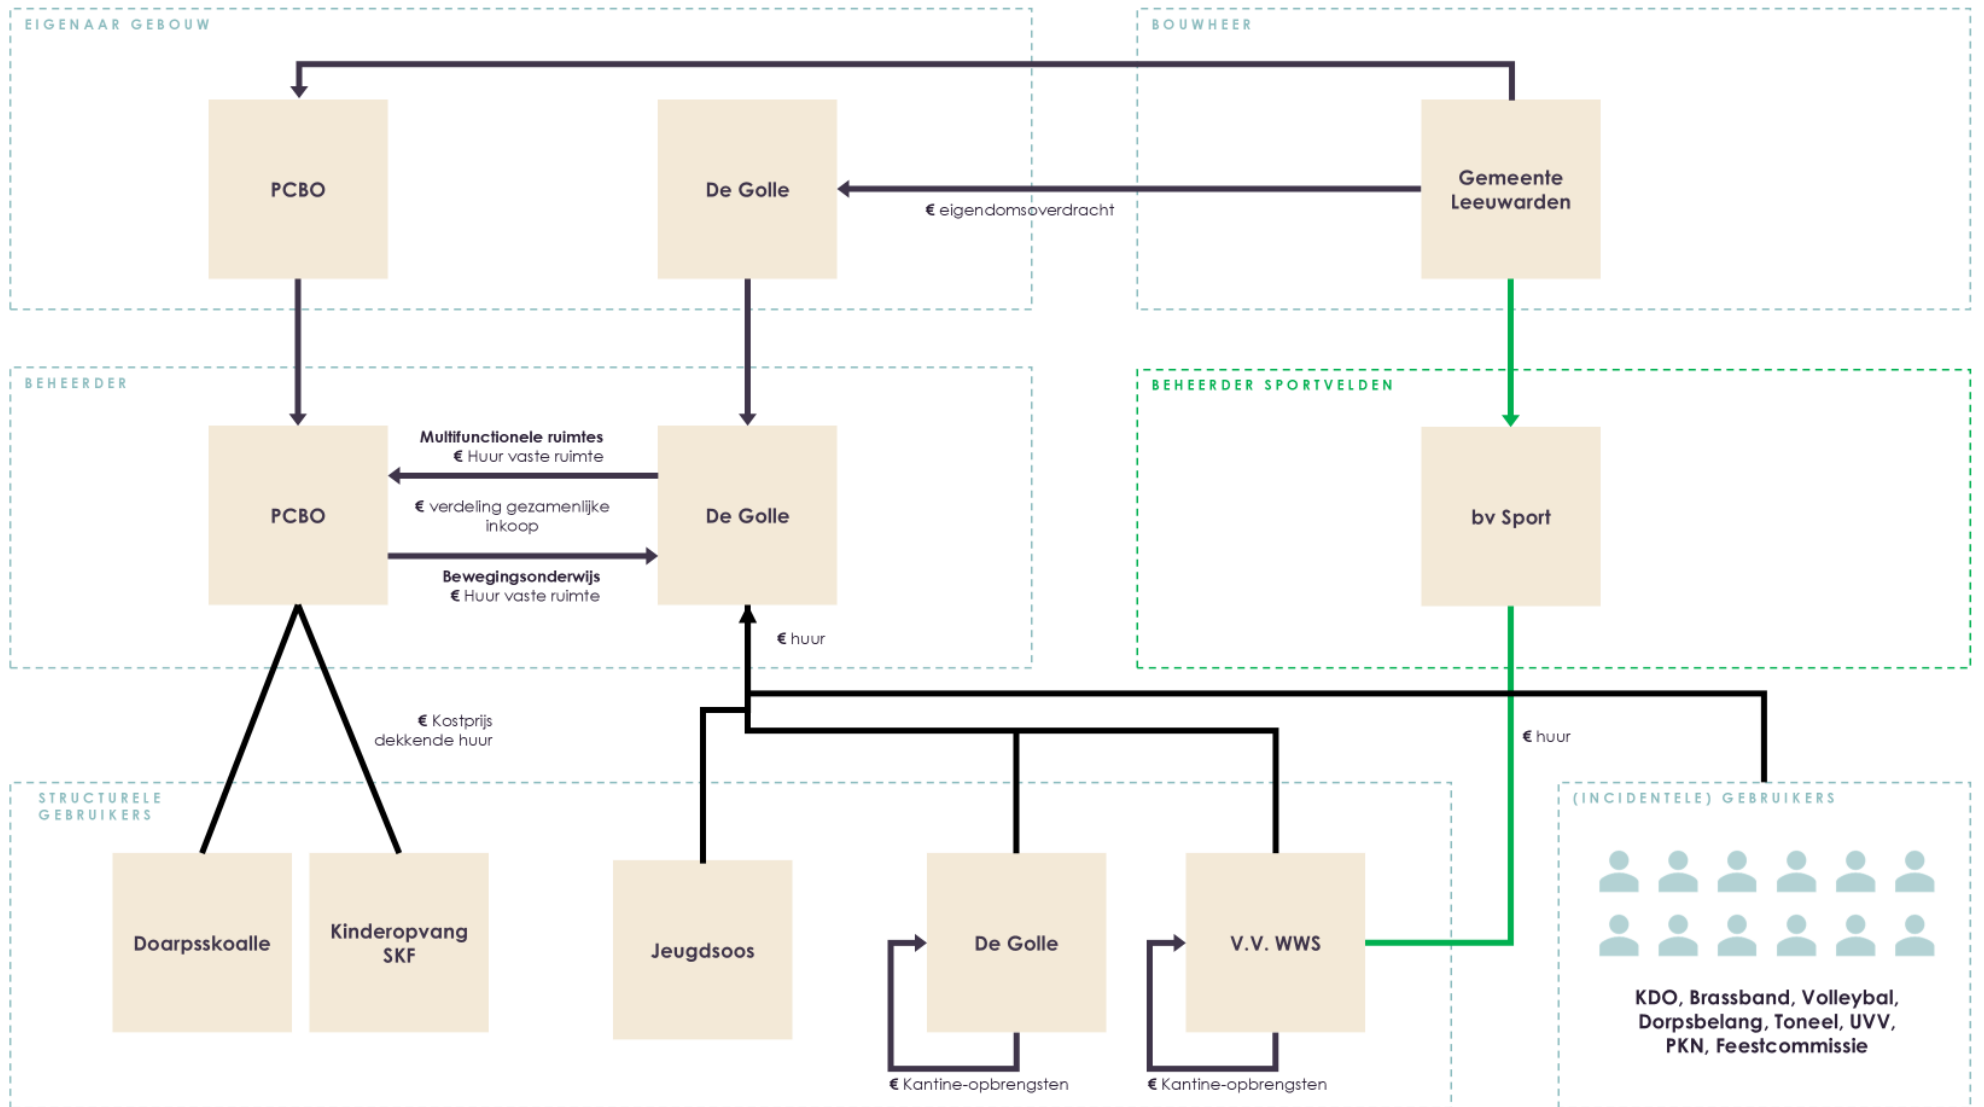 EIGENAAR GEBOUW
BOUWHEER
PCBO
De Golle
Gemeente
Leeuwarden
€ eigendomsoverdracht
BEHEERDER
BEHEERDER SPORTVELDEN
Multifunctionele ruimtes
€ Huur vaste ruimte
PCBO
€ verdeling gezamenlijke
inkoop
De Golle
bv Sport
Bewegingsonderwijs
€ Huur vaste ruimte
€ huur
€ Kostprijs
dekkende huur
€ huur
STRUCTURELE
GEBRUIKERS
(INCIDENTELE) GEBRUIKERS
Doarpsskoalle
Kinderopvang
SKF
Jeugdsoos
De Golle
V.V. WWS
KDO, Brassband, Volleybal,
Dorpsbelang, Toneel, UVV,
PKN, Feestcommissie
€ Kantine-opbrengsten
€ Kantine-opbrengsten